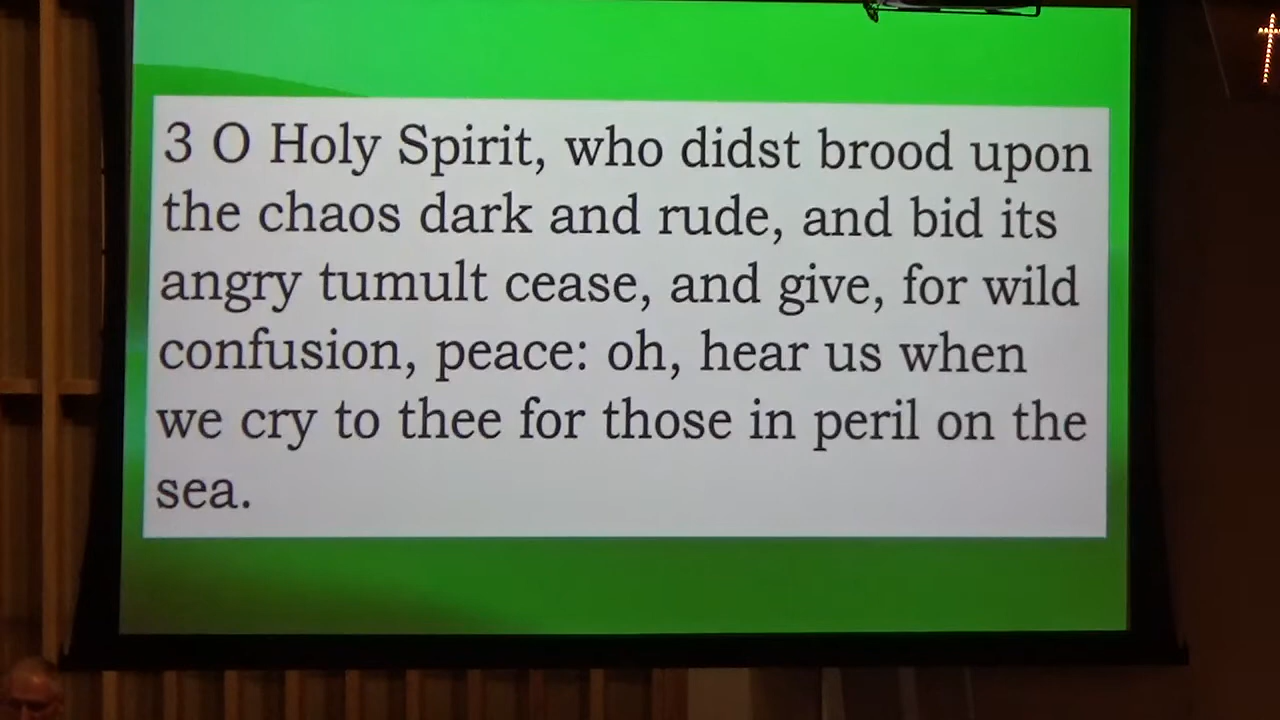 3 O Holy Spirit, who didst brood upon
the chaos dark and rude, and bid its
angry tumult cease, and give, for wild
confusion, peace: oh, hear us when
we cry to thee for those in peril on the
sea.